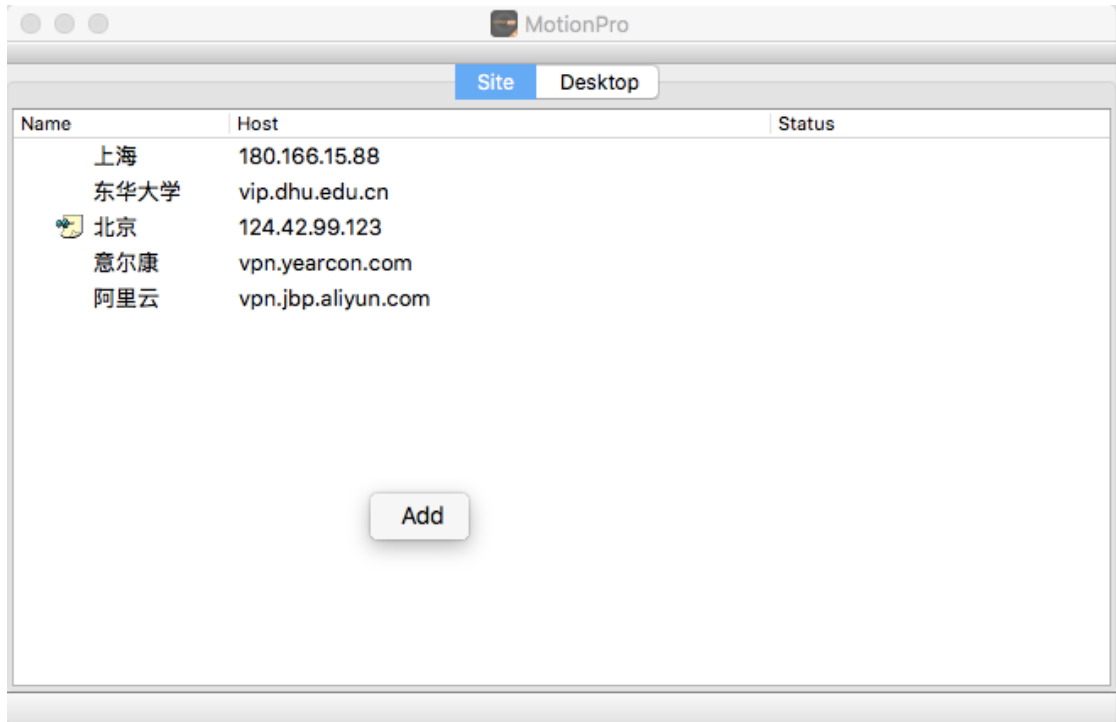 MotionPro
Site Desktop
Name Host Status
上海 180.166.15.88
东华大学 vip.dhu.edu.cn
北京 124.42.99.123
意尔康 vpn.yearcon.com
阿里云 vpn.jbp.aliyun.com
Add